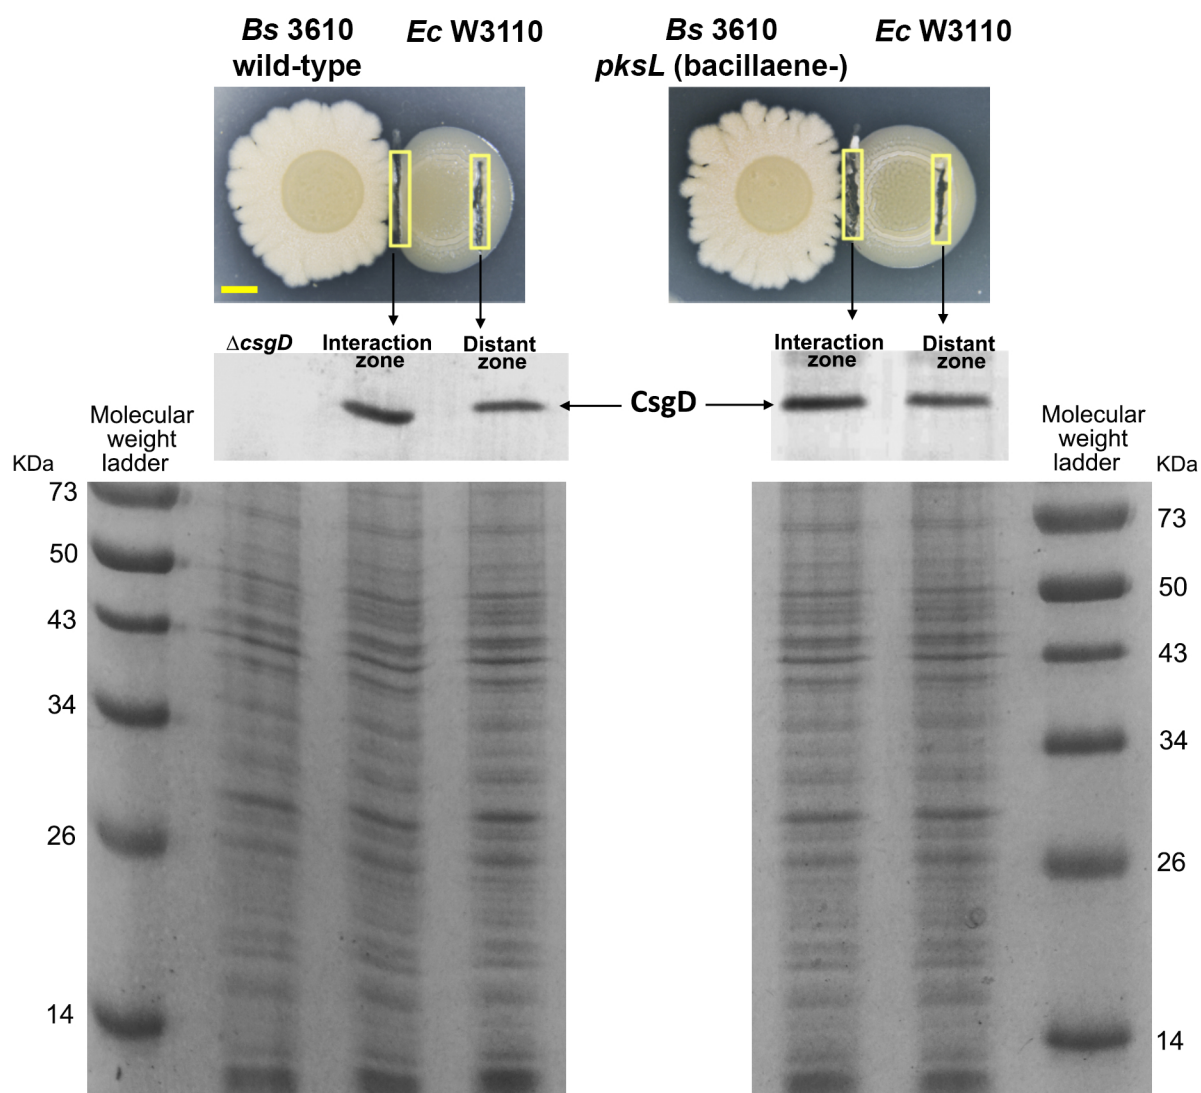 Bs 3610 Ec W3110 Bs 3610 Ec W3110
wild-type pksL (bacillaene-)
ΔcsgD Interaction zone Distant zone Interaction zone Distant zone
CsgD
Molecular weight ladder
KDa
Molecular weight ladder
KDa
73
50
43
34
26
14
73
50
43
34
26
14